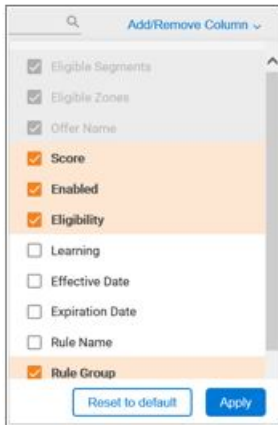 Add/Remove Column
Eligible Segments
Eligible Zones
Offer Name
Score
Enabled
Eligibility
Learning
Effective Date
Expiration Date
Rule Name
Rule Group
Reset to default Apply